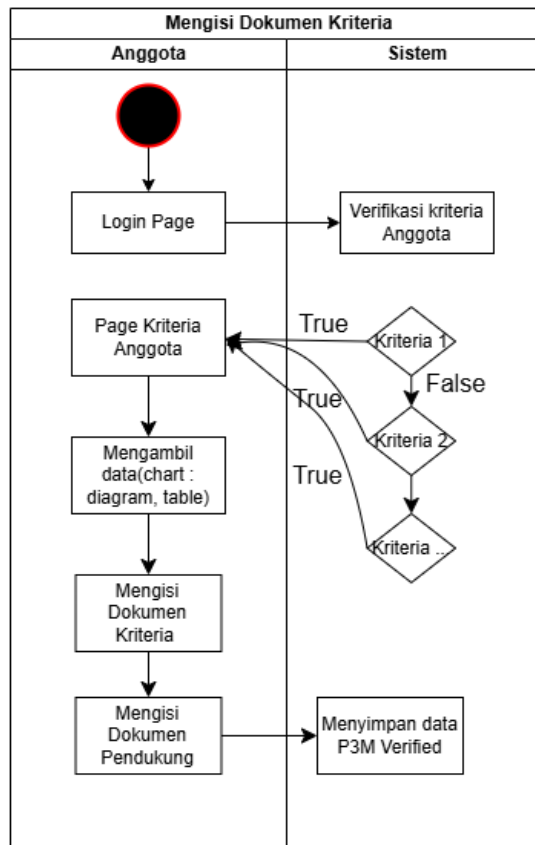 Mengisi Dokumen Kriteria
Anggota
Sistem
Login Page
Verifikasi kriteria
Anggota
Page Kriteria
Anggota
True
Kriteria 1
False
True
Kriteria 2
Mengambil
data(chart :
diagram, table)
True
Kriteria ...
Mengisi
Dokumen
Kriteria
Mengisi
Dokumen
Pendukung
Menyimpan data
P3M Verified